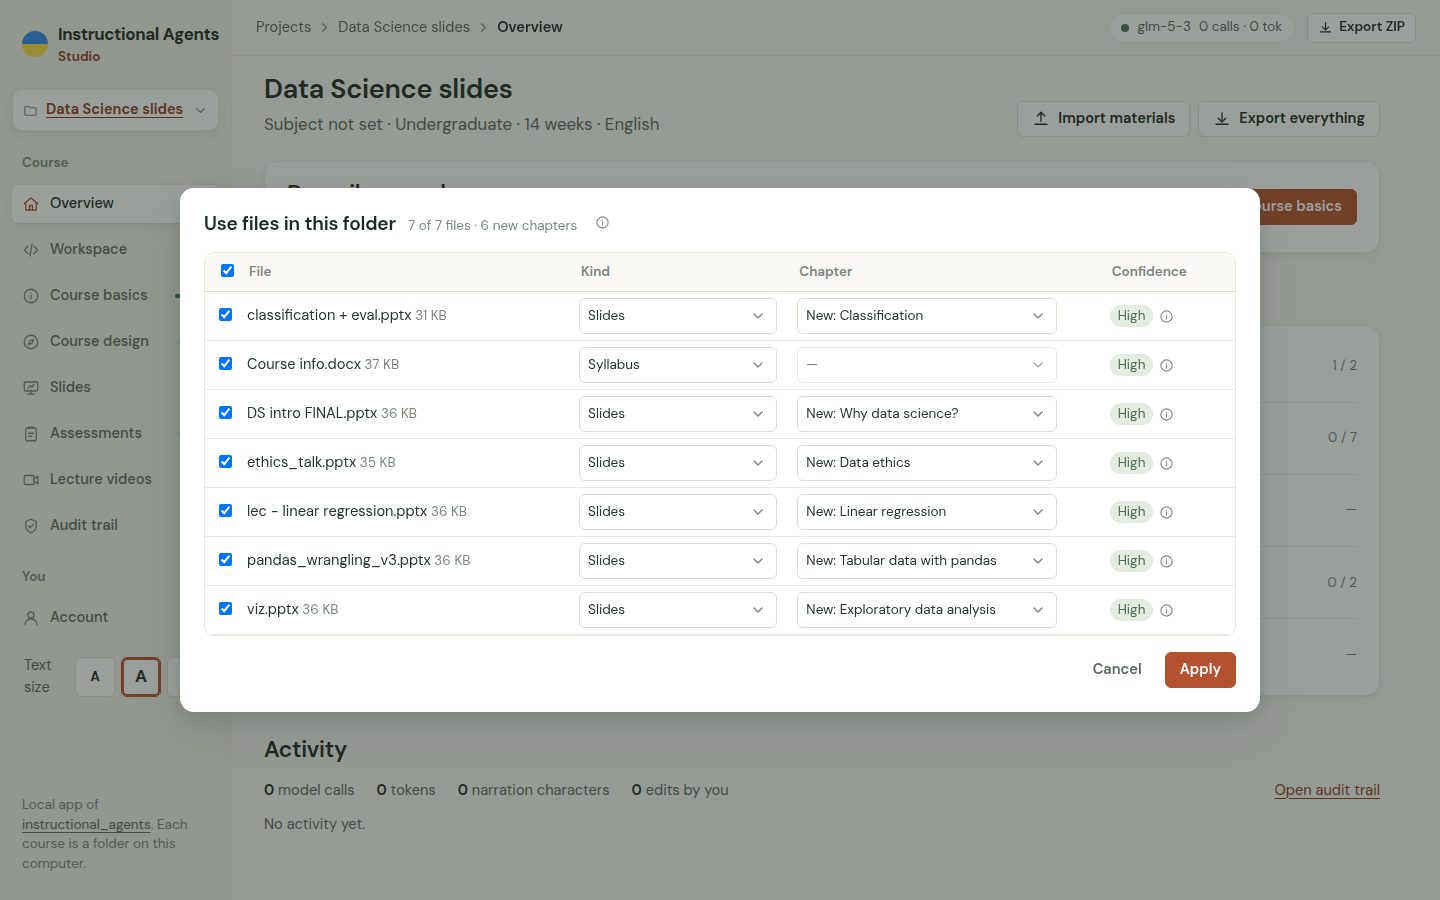 Instructional Agents
Studio
Projects > Data Science slides > Overview
glm-5-3 0 calls · 0 tok
Export ZIP
Data Science slides
Course
Overview
Workspace
Course basics
Course design
Slides
Assessments
Lecture videos
Audit trail
You
Account
Text size
A
A
Local app of
instructional_agents. Each
course is a folder on this
computer.
Data Science slides
Subject not set · Undergraduate · 14 weeks · English
Import materials
Export everything
urse basics
1 / 2
0 / 7
—
0 / 2
—
Use files in this folder 7 of 7 files · 6 new chapters
File Kind Chapter Confidence
classification + eval.pptx 31 KB Slides New: Classification High
Course info.docx 37 KB Syllabus — High
DS intro FINAL.pptx 36 KB Slides New: Why data science? High
ethics_talk.pptx 35 KB Slides New: Data ethics High
lec - linear regression.pptx 36 KB Slides New: Linear regression High
pandas_wrangling_v3.pptx 36 KB Slides New: Tabular data with pandas High
viz.pptx 36 KB Slides New: Exploratory data analysis High
Cancel
Apply
Activity
0 model calls 0 tokens 0 narration characters 0 edits by you
Open audit trail
No activity yet.